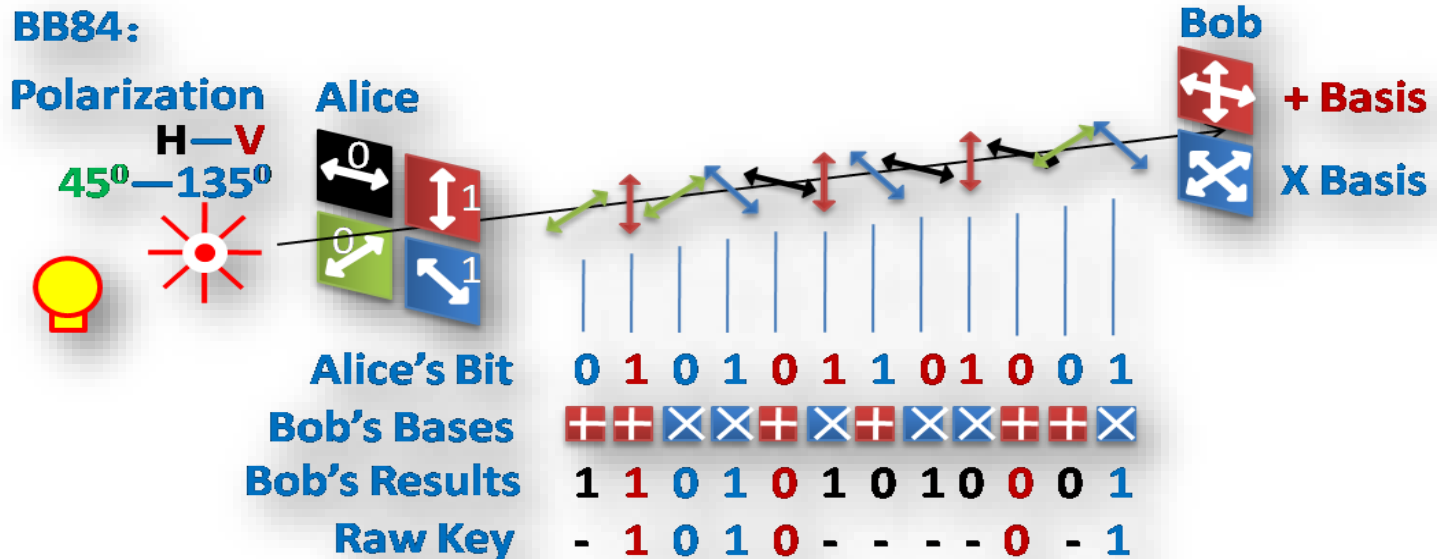 BB84:
Polarization
H—V
45⁰—135⁰
Alice
0
1
0
1
Bob
+ Basis
X Basis
Alice’s Bit 0 1 0 1 0 1 1 0 1 0 0 1
Bob’s Bases + + × × + × + × × + + ×
Bob’s Results 1 1 0 1 0 1 0 1 0 0 0 1
Raw Key - 1 0 1 0 - - - - 0 - 1